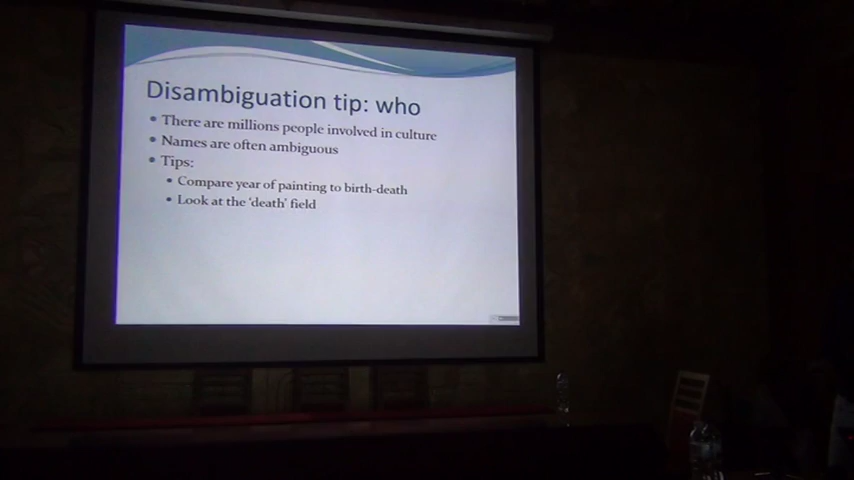 Disambiguation tip: who
• There are millions people involved in culture
• Names are often ambiguous
• Tips:
• Compare year of painting to birth-death
• Look at the ‘death’ field